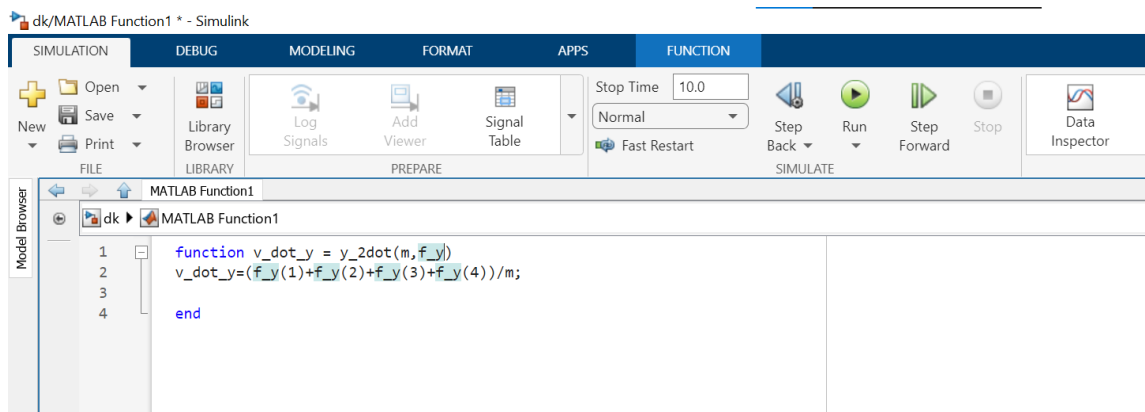 dk/MATLAB Function1 * - Simulink
SIMULATION DEBUG MODELING FORMAT APPS FUNCTION
New
Open
Save
Print
FILE
Library Browser
LIBRARY
Log Signals
Add Viewer
Signal Table
PREPARE
Stop Time 10.0
Normal
Fast Restart
Step Back
Run
Step Forward
Stop
SIMULATE
Data Inspector
Model Browser
MATLAB Function1
dk MATLAB Function1
1 function v_dot_y = y_2dot(m,f_y)
2 v_dot_y=(f_y(1)+f_y(2)+f_y(3)+f_y(4))/m;
3
4 end